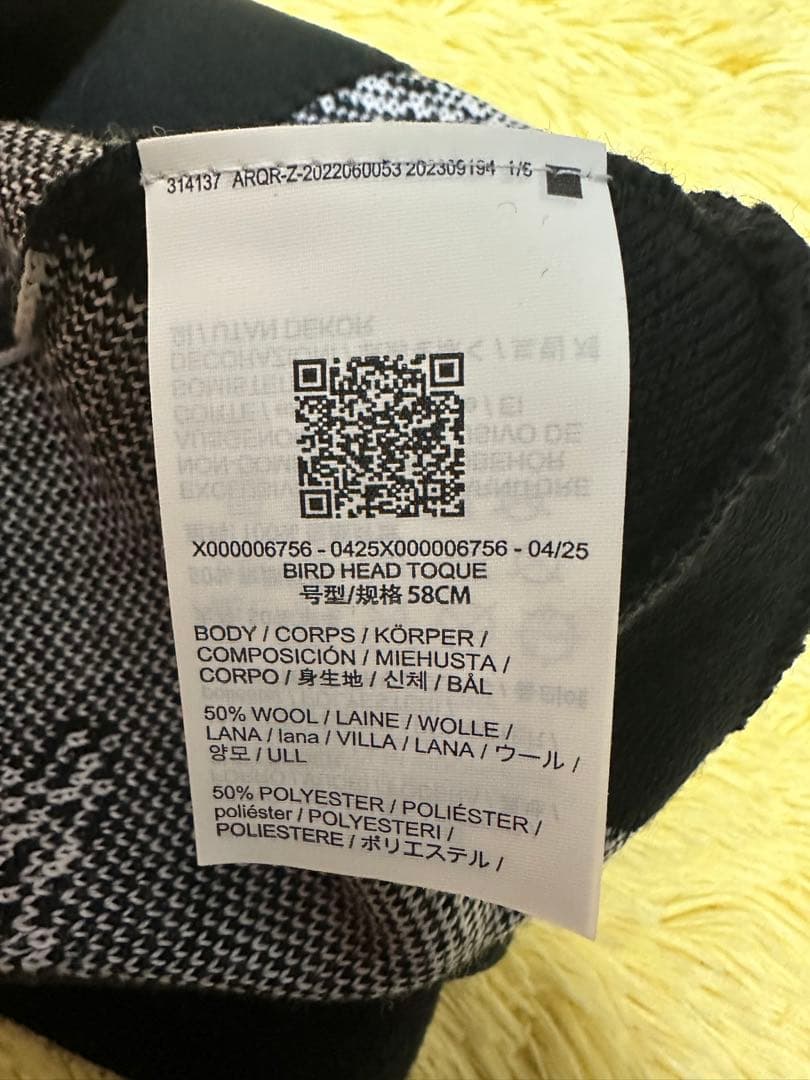 314137 ARQR-Z-2022060053 202309194 1/6
X000006756 - 0425X000006756 - 04/25
BIRD HEAD TOQUE
号型/规格 58CM
BODY / CORPS / KÖRPER /
COMPOSICIÓN / MIEHUSTA /
CORPO / 身生地 / 신체 / BÅL
50% WOOL / LAINE / WOLLE /
LANA / lana / VILLA / LANA / ウール /
양모 / ULL
50% POLYESTER / POLIÉSTER /
poliéster / POLYESTERI /
POLIESTERE / ポリエステル /